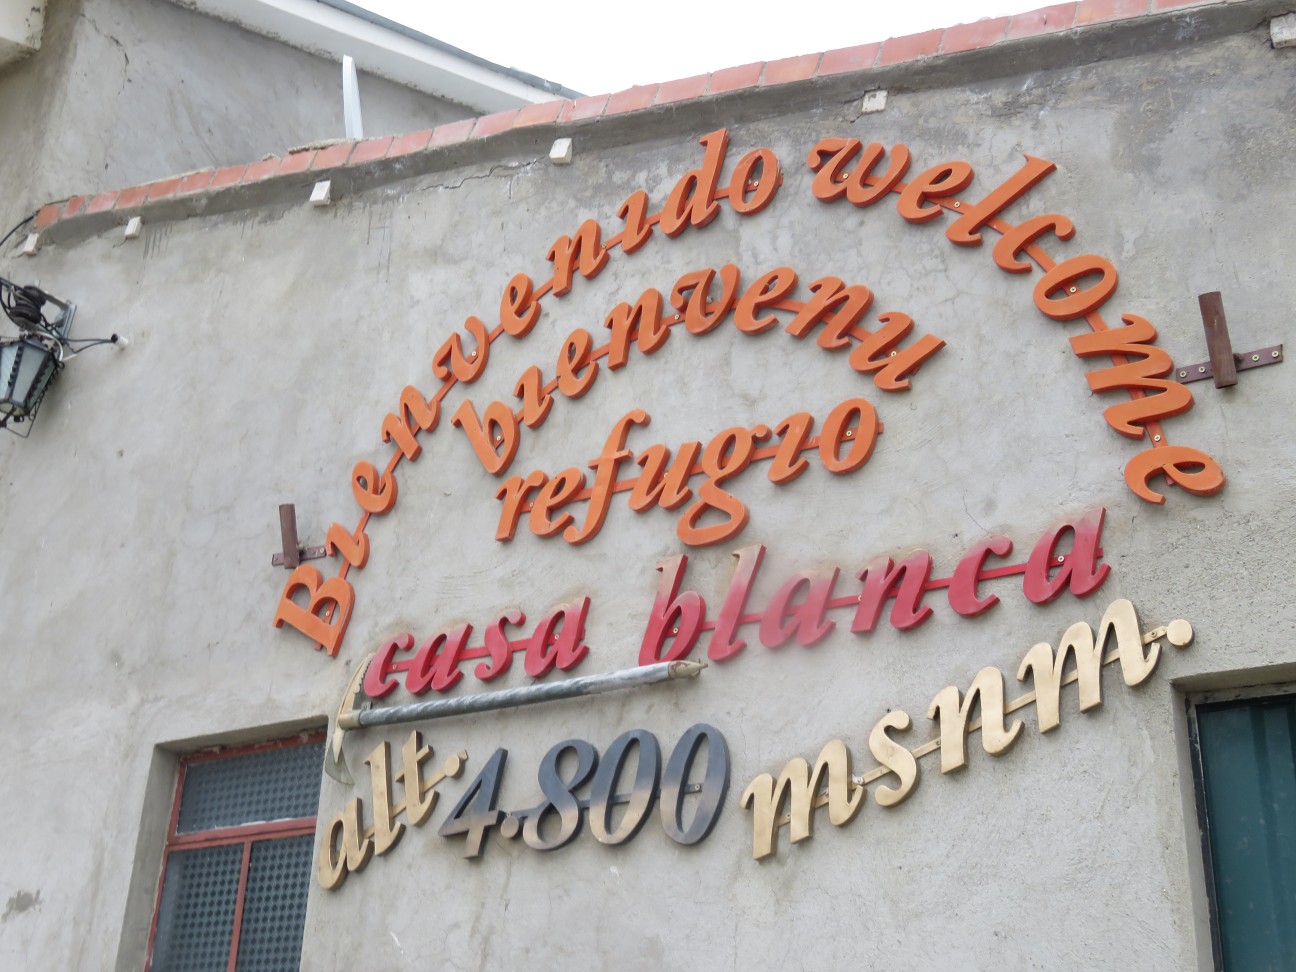 Bienvenido welcome
bienvenu
refugio
casa blanca
alt. 4.800 msnm.